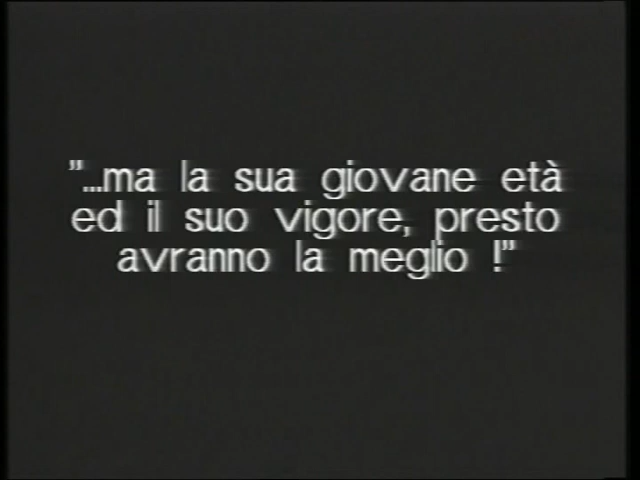 "...ma la sua giovane età
ed il suo vigore, presto
avranno la meglio !"